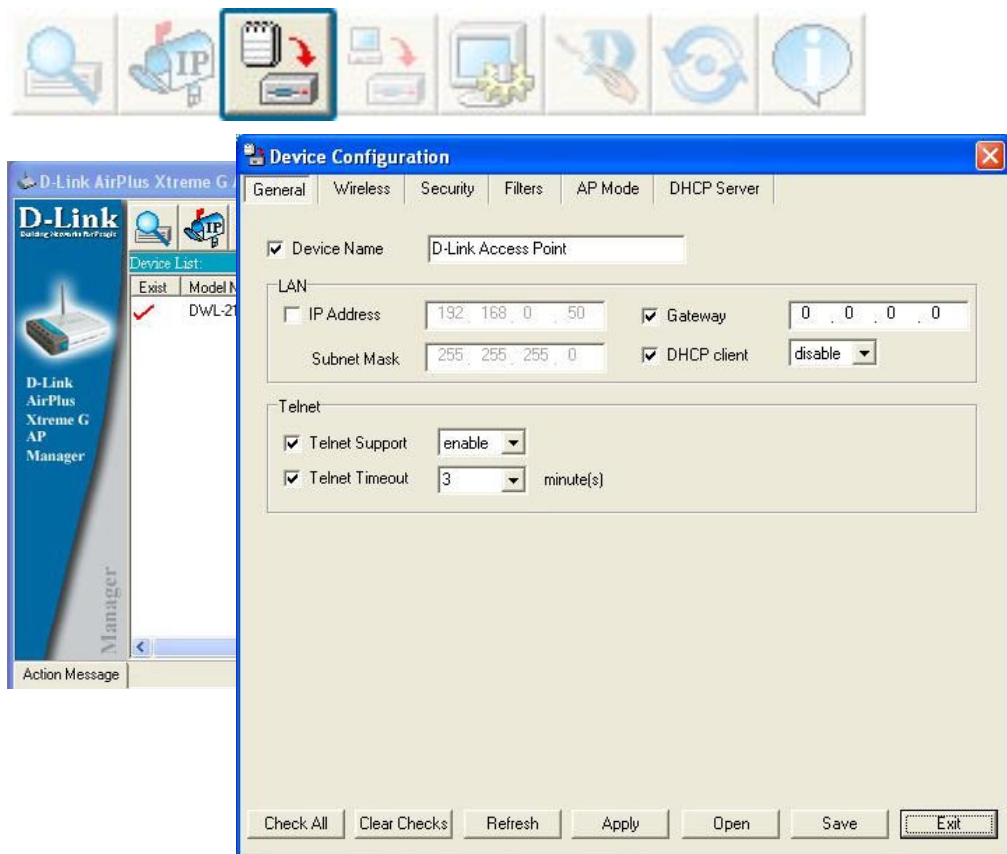 IP
Device Configuration
General Wireless Security Filters AP Mode DHCP Server
Device Name D-Link Access Point
LAN
IP Address 192 . 168 . 0 . 50 Gateway 0 . 0 . 0 . 0
Subnet Mask 255 . 255 . 255 . 0 DHCP client disable
Telnet
Telnet Support enable
Telnet Timeout 3 minute(s)
Check All Clear Checks Refresh Apply Open Save Exit
D-Link AirPlus Xtreme G
D-Link
Building Networks for People
IP
Device List:
Exist Model N
DWL-21
D-Link
AirPlus
Xtreme G
AP
Manager
Manager
Action Message